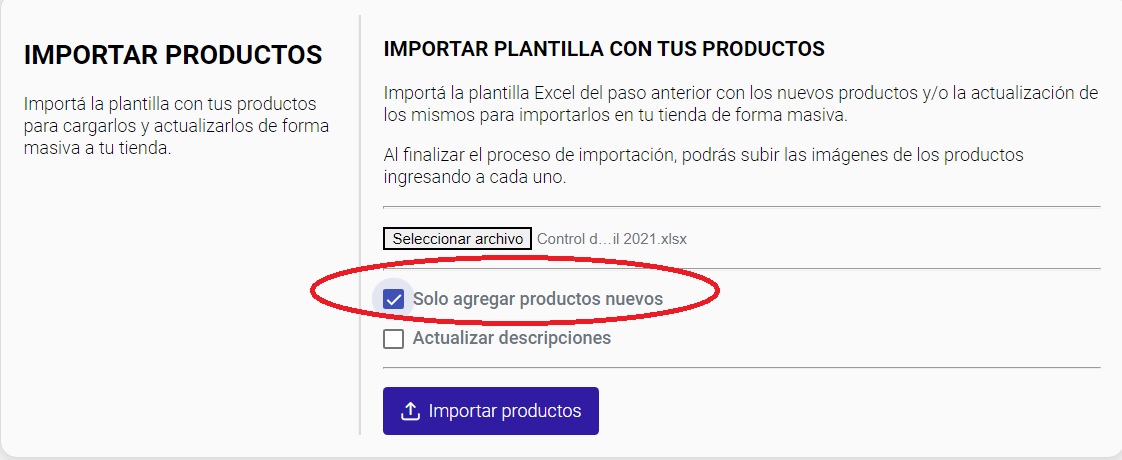 IMPORTAR PRODUCTOS
Importá la plantilla con tus productos
para cargarlos y actualizarlos de forma
masiva a tu tienda.
IMPORTAR PLANTILLA CON TUS PRODUCTOS
Importá la plantilla Excel del paso anterior con los nuevos productos y/o la actualización de
los mismos para importarlos en tu tienda de forma masiva.
Al finalizar el proceso de importación, podrás subir las imágenes de los productos
ingresando a cada uno.
Seleccionar archivo Control d...il 2021.xlsx
Solo agregar productos nuevos
Actualizar descripciones
Importar productos